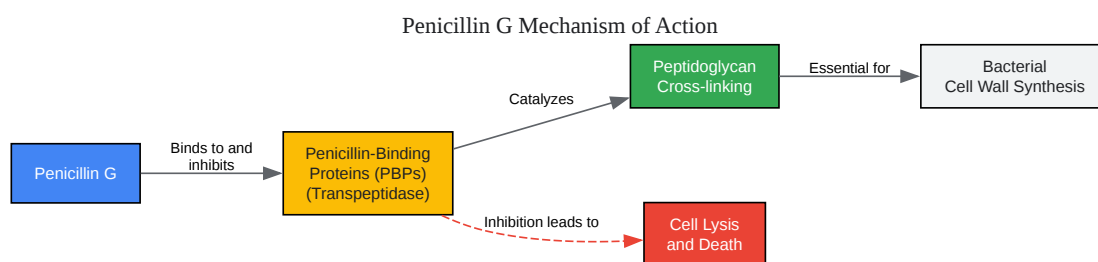 Penicillin G Mechanism of Action
Penicillin G
Binds to and
inhibits
Penicillin-Binding
Proteins (PBPs)
(Transpeptidase)
Catalyzes
Peptidoglycan
Cross-linking
Essential for
Bacterial
Cell Wall Synthesis
Inhibition leads to
Cell Lysis
and Death